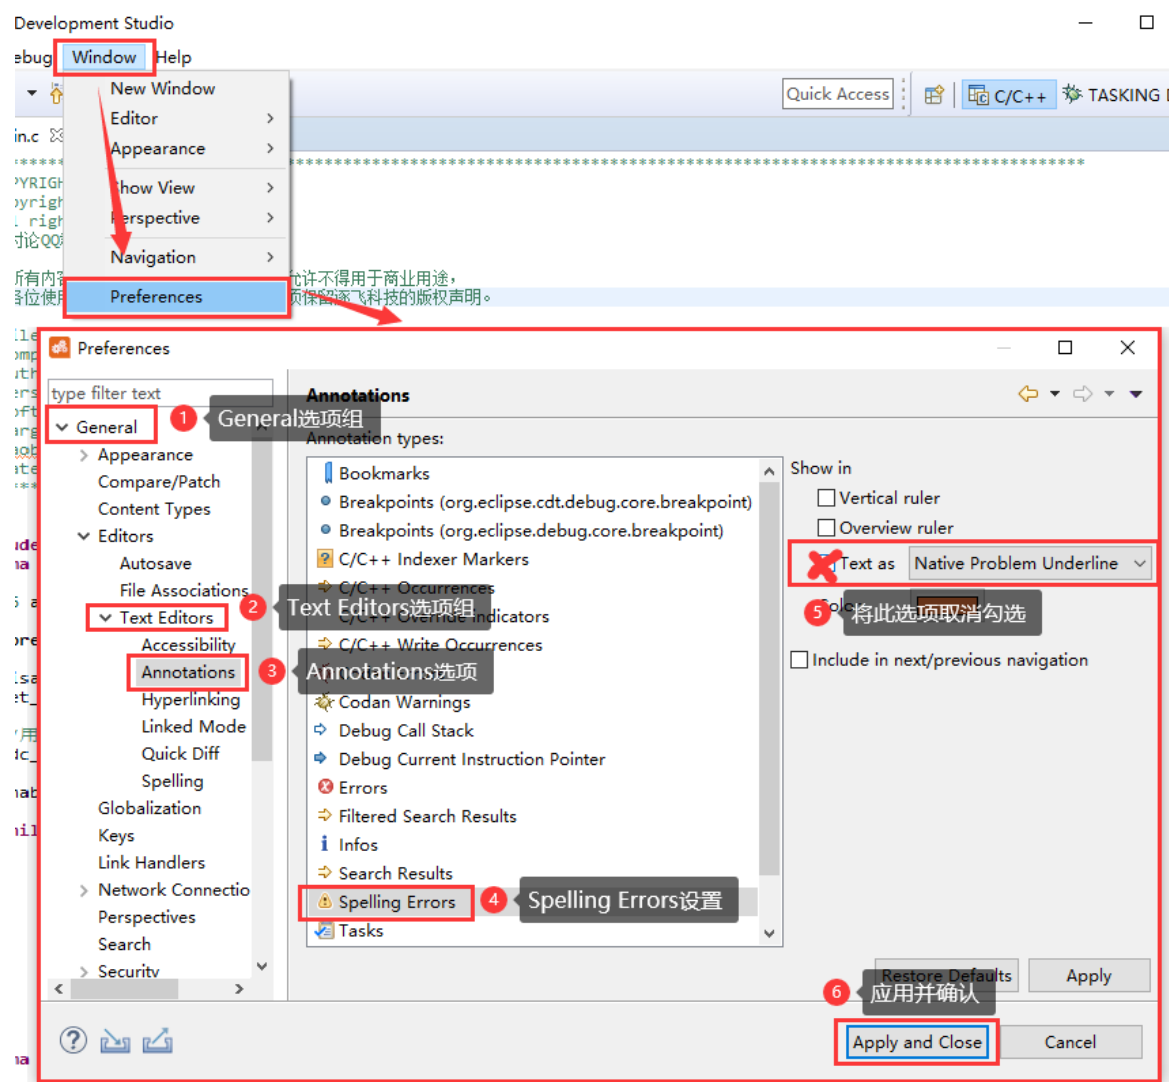 Development Studio
ebug Window Help
New Window
Quick Access
C/C++
TASKING
Editor
in.c
Appearance
Show View
Perspective
Navigation
所有内容
允许不得用于商业用途，
Preferences
各位使用
须保留逐飞科技的版权声明。
Preferences
type filter text
Annotations
General
1 General选项组
Annotation types:
Appearance
Compare/Patch
Content Types
Editors
Autosave
File Associations
2 Text Editors选项组
Text Editors
Accessibility
Annotations
3 Annotations选项
Hyperlinking
Linked Mode
Quick Diff
Spelling
Globalization
Keys
Link Handlers
Network Connectio
Perspectives
Search
Security
Bookmarks
Breakpoints (org.eclipse.cdt.debug.core.breakpoint)
Breakpoints (org.eclipse.debug.core.breakpoint)
C/C++ Indexer Markers
C/C++ Occurrences
C/C++ Override Indicators
C/C++ Write Occurrences
Codan Warnings
Debug Call Stack
Debug Current Instruction Pointer
Errors
Filtered Search Results
Infos
Search Results
Spelling Errors
4 Spelling Errors设置
Tasks
Show in
Vertical ruler
Overview ruler
Text as Native Problem Underline
Color
5 将此选项取消勾选
Include in next/previous navigation
Restore Defaults
Apply
6 应用并确认
Apply and Close
Cancel